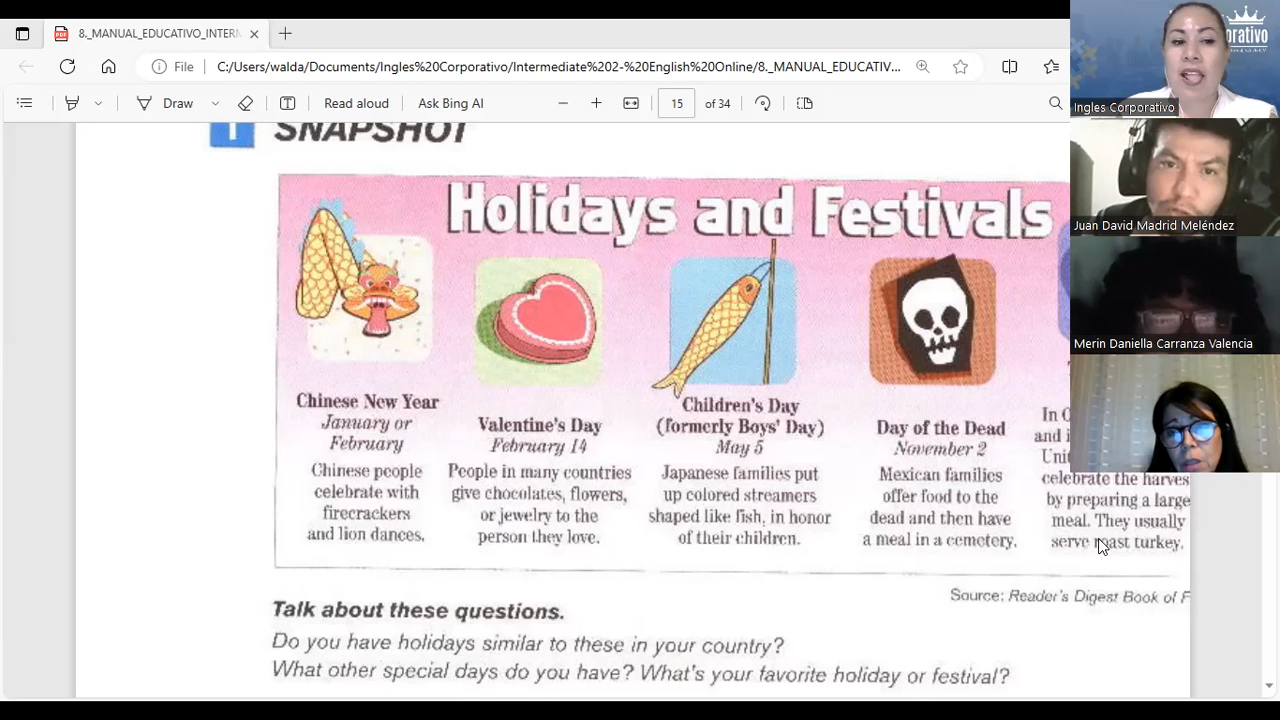 8._MANUAL_EDUCATIVO_INTERN
File
C:/Users/walda/Documents/Ingles%20Corporativo/Intermediate%202-%20English%20Online/8._MANUAL_EDUCATIV...
Draw
Read aloud
Ask Bing AI
15
of 34
SNAPSHOT
Holidays and Festivals
Chinese New Year
January or
February
Chinese people
celebrate with
firecrackers
and lion dances.
Valentine's Day
February 14
People in many countries
give chocolates, flowers,
or jewelry to the
person they love.
Children's Day
(formerly Boys' Day)
May 5
Japanese families put
up colored streamers
shaped like fish, in honor
of their children.
Day of the Dead
November 2
Mexican families
offer food to the
dead and then have
a meal in a cemetery.
celebrate the harves
by preparing a large
meal. They usually
serve roast turkey.
Source: Reader's Digest Book of F
Talk about these questions.
Do you have holidays similar to these in your country?
What other special days do you have? What's your favorite holiday or festival?
Ingles Corporativo
Juan David Madrid Meléndez
Merin Daniella Carranza Valencia